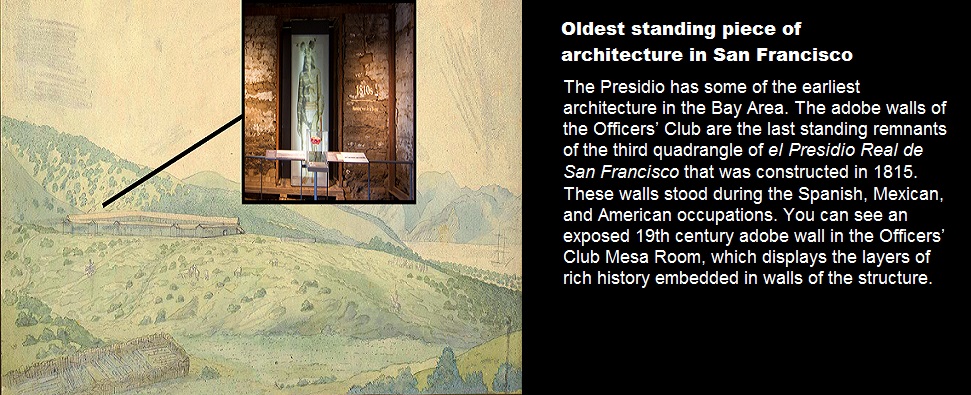 1810s
Oldest standing piece of
architecture in San Francisco
The Presidio has some of the earliest
architecture in the Bay Area. The adobe walls of
the Officers’ Club are the last standing remnants
of the third quadrangle of el Presidio Real de
San Francisco that was constructed in 1815.
These walls stood during the Spanish, Mexican,
and American occupations. You can see an
exposed 19th century adobe wall in the Officers’
Club Mesa Room, which displays the layers of
rich history embedded in walls of the structure.